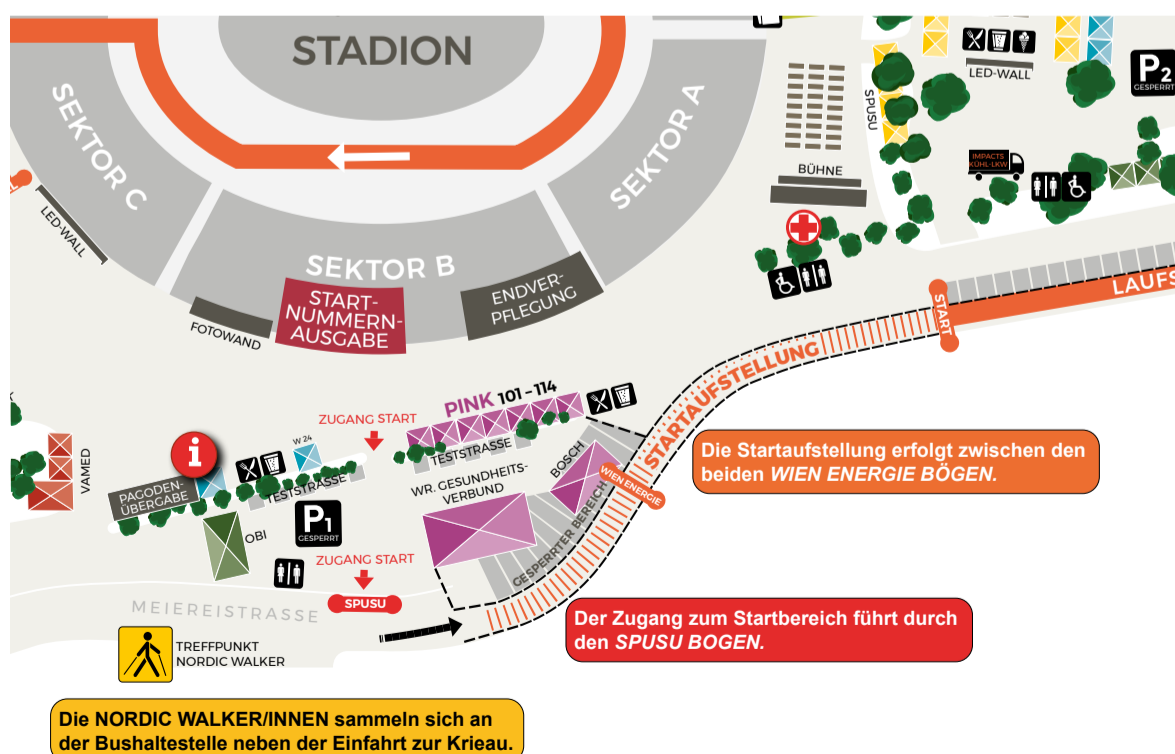 STADION
SEKTOR C
SEKTOR B
SEKTOR A
LED-WALL
FOTOWAND
START-
NUMMERN-
AUSGABE
ENDVER-
PFLEGUNG
BÜHNE
SPUSU
LED-WALL
P2
GESPERRT
IMPACTS
KÜHL-LKW
START
LAUFS
STARTAUFSTELLUNG
WIEN ENERGIE
PINK 101 – 114
ZUGANG START
TESTSTRASSE
BOSCH
WR. GESUNDHEITS-
VERBUND
GESPERRTER BEREICH
VAMED
i
W 24
PAGODEN-
ÜBERGABE
TESTSTRASSE
OBI
P1
GESPERRT
ZUGANG START
SPUSU
MEIEREISTRASSE
TREFFPUNKT
NORDIC WALKER
Die Startaufstellung erfolgt zwischen den
beiden WIEN ENERGIE BÖGEN.
Der Zugang zum Startbereich führt durch
den SPUSU BOGEN.
Die NORDIC WALKER/INNEN sammeln sich an
der Bushaltestelle neben der Einfahrt zur Krieau.